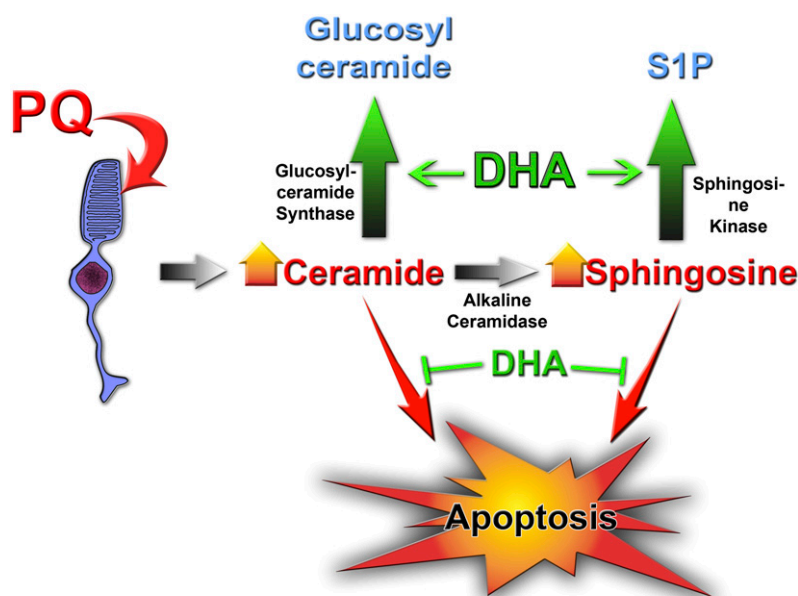 Glucosyl
ceramide
S1P
PQ
Glucosyl-
ceramide
Synthase
DHA
Sphingosi-
ne
Kinase
Ceramide
Sphingosine
Alkaline
Ceramidase
DHA
Apoptosis